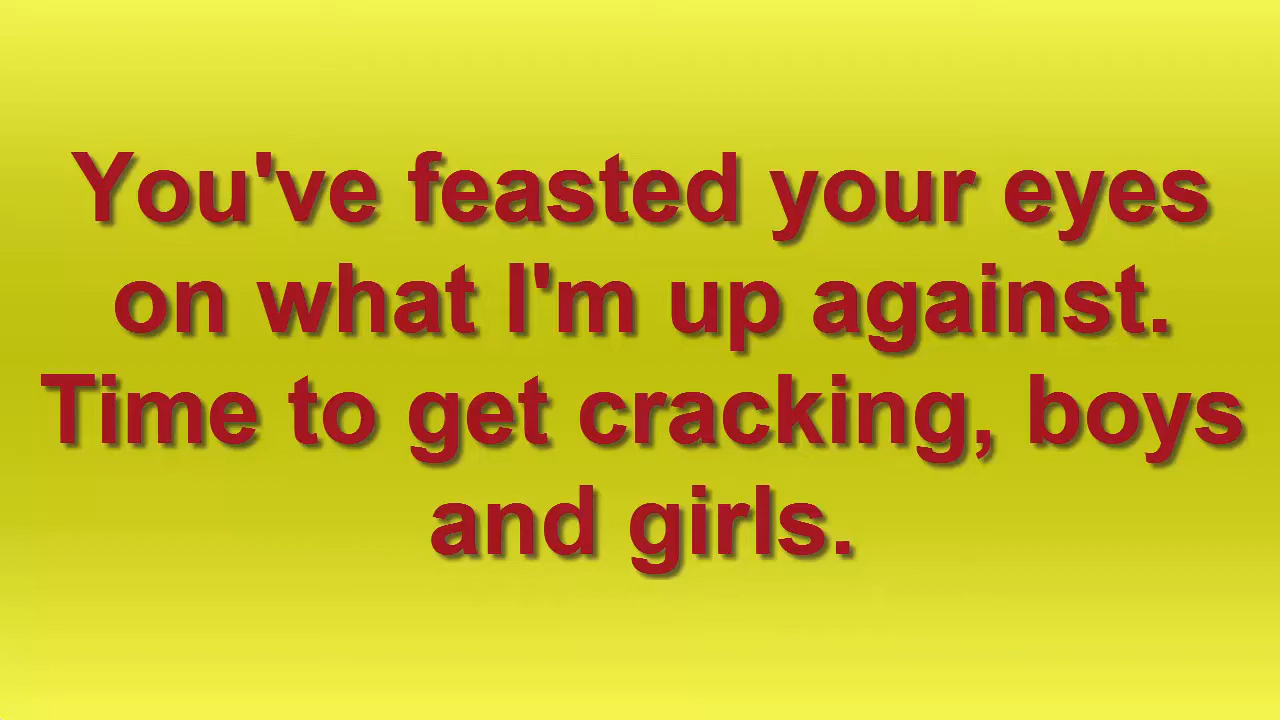 You've feasted your eyes
on what I'm up against.
Time to get cracking, boys
and girls.